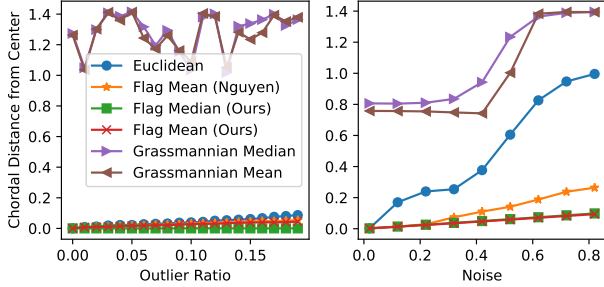 Chordal Distance from Center
1.4
1.2
1.0
0.8
0.6
0.4
0.2
0.0
Euclidean
Flag Mean (Nguyen)
Flag Median (Ours)
Flag Mean (Ours)
Grassmannian Median
Grassmannian Mean
0.00 0.05 0.10 0.15
Outlier Ratio
1.4
1.2
1.0
0.8
0.6
0.4
0.2
0.0
0.0 0.2 0.4 0.6 0.8
Noise